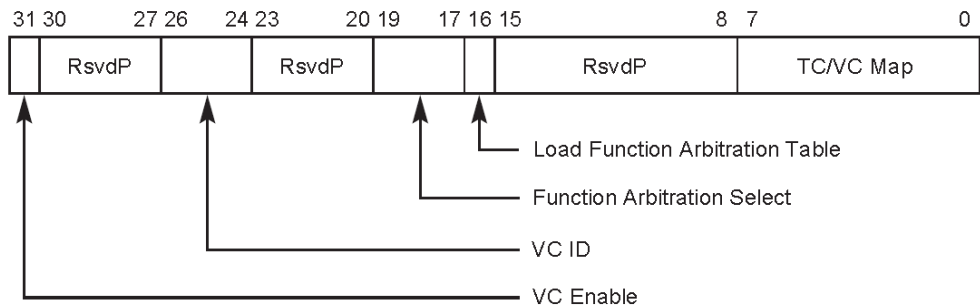 31 30 27 26 24 23 20 19 17 16 15 8 7 0
RsvdP RsvdP RsvdP TC/VC Map
Load Function Arbitration Table
Function Arbitration Select
VC ID
VC Enable